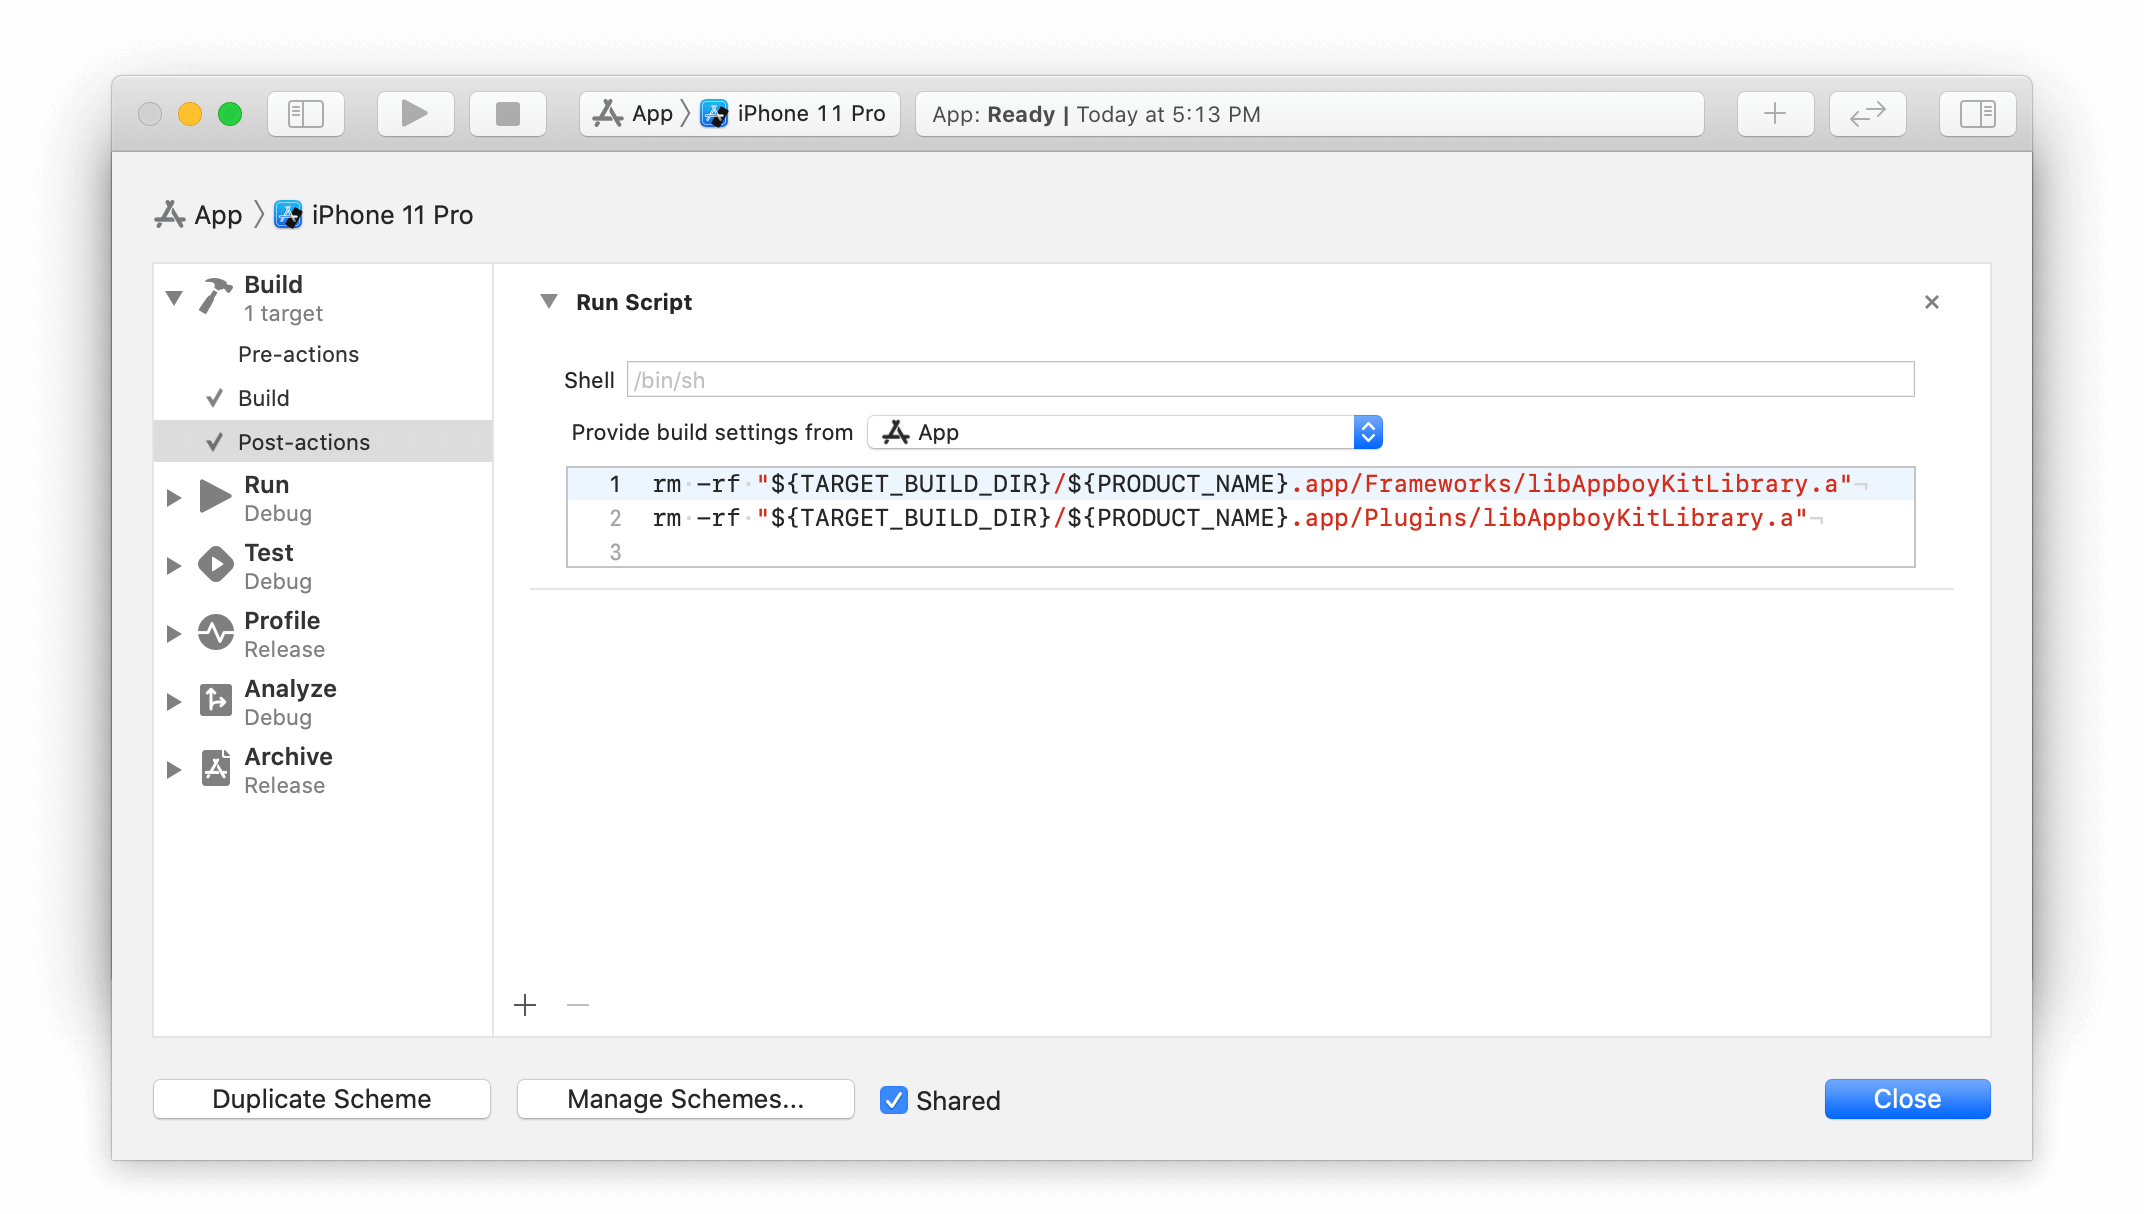 App 〉 iPhone 11 Pro
App: Ready | Today at 5:13 PM
App 〉 iPhone 11 Pro
Build
1 target
Pre-actions
Build
Post-actions
Run
Debug
Test
Debug
Profile
Release
Analyze
Debug
Archive
Release
Run Script
Shell /bin/sh
Provide build settings from App
1 rm -rf "${TARGET_BUILD_DIR}/${PRODUCT_NAME}.app/Frameworks/libAppboyKitLibrary.a"¬
2 rm -rf "${TARGET_BUILD_DIR}/${PRODUCT_NAME}.app/Plugins/libAppboyKitLibrary.a"¬
3
Duplicate Scheme
Manage Schemes...
Shared
Close